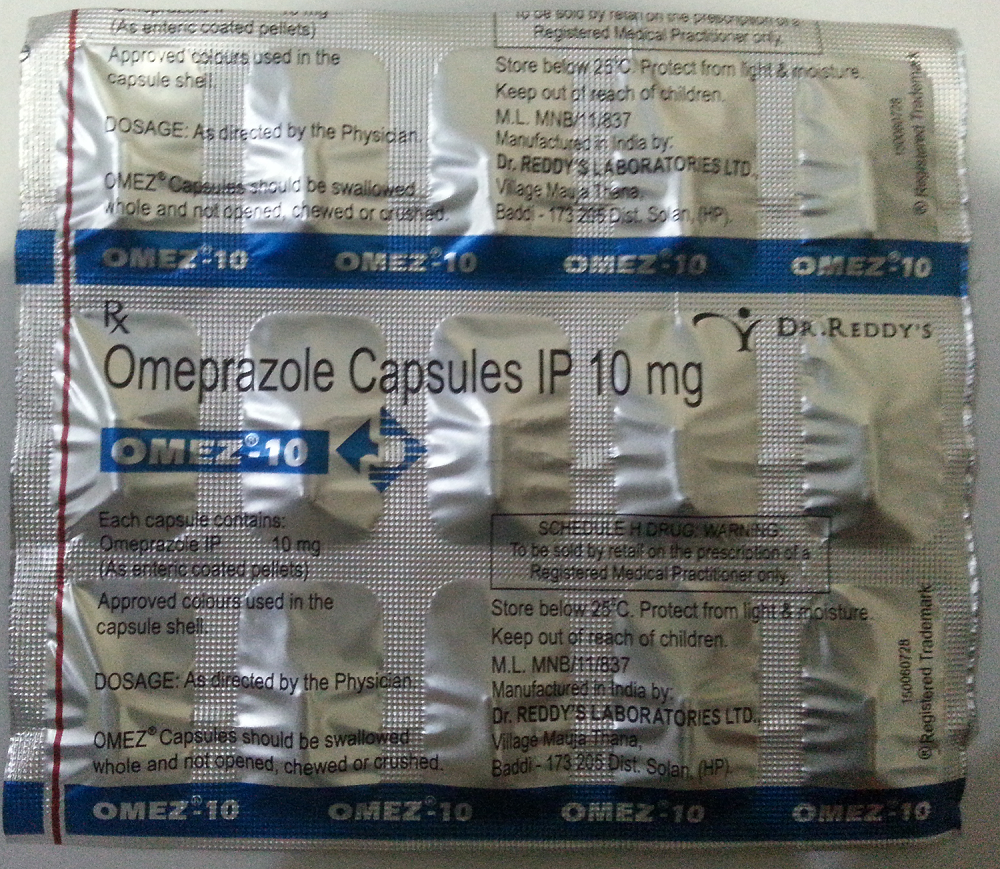 (As enteric coated pellets)
Approved colours used in the
capsule shell.
DOSAGE: As directed by the Physician.
OMEZ® Capsules should be swallowed
whole and not opened, chewed or crushed.
To be sold by retail on the prescription of a
Registered Medical Practitioner only.
Store below 25°C. Protect from light & moisture.
Keep out of reach of children.
M.L. MNB/11/837
Manufactured in India by:
Dr. REDDY'S LABORATORIES LTD.,
Village Mauja Thana,
Baddi - 173 205 Dist. Solan, (HP).
150060728
® Registered Trademark
OMEZ®-10 OMEZ®-10 OMEZ®-10 OMEZ®-10
Rx
DR.REDDY'S
Omeprazole Capsules IP 10 mg
OMEZ®-10
Each capsule contains:
Omeprazole IP 10 mg
(As enteric coated pellets)
Approved colours used in the
capsule shell.
DOSAGE: As directed by the Physician
OMEZ® Capsules should be swallowed
whole and not opened, chewed or crushed.
SCHEDULE H DRUG: WARNING:
To be sold by retail on the prescription of a
Registered Medical Practitioner only.
Store below 25°C. Protect from light & moisture.
Keep out of reach of children.
M.L. MNB/11/837
Manufactured in India by:
Dr. REDDY'S LABORATORIES LTD.,
Village Mauja Thana,
Baddi - 173 205 Dist. Solan, (HP).
150060728
® Registered Trademark
OMEZ®-10 OMEZ®-10 OMEZ®-10 OMEZ®-10